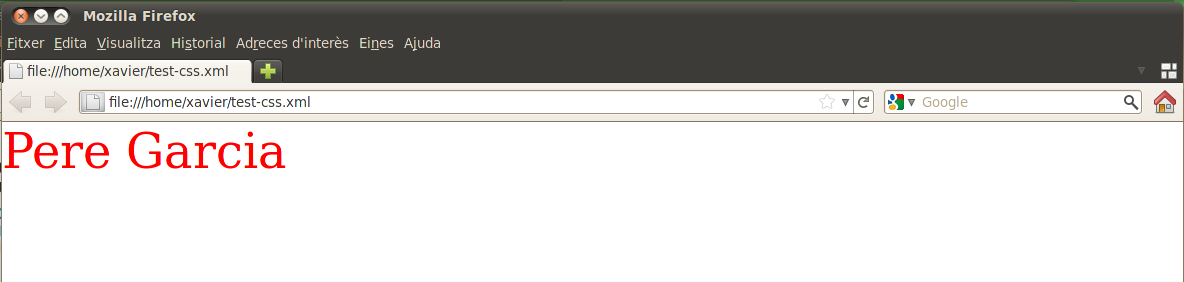 Mozilla Firefox
Fitxer Edita Visualitza Historial Adreces d'interès Eines Ajuda
file:///home/xavier/test-css.xml
file:///home/xavier/test-css.xml Google
Pere Garcia